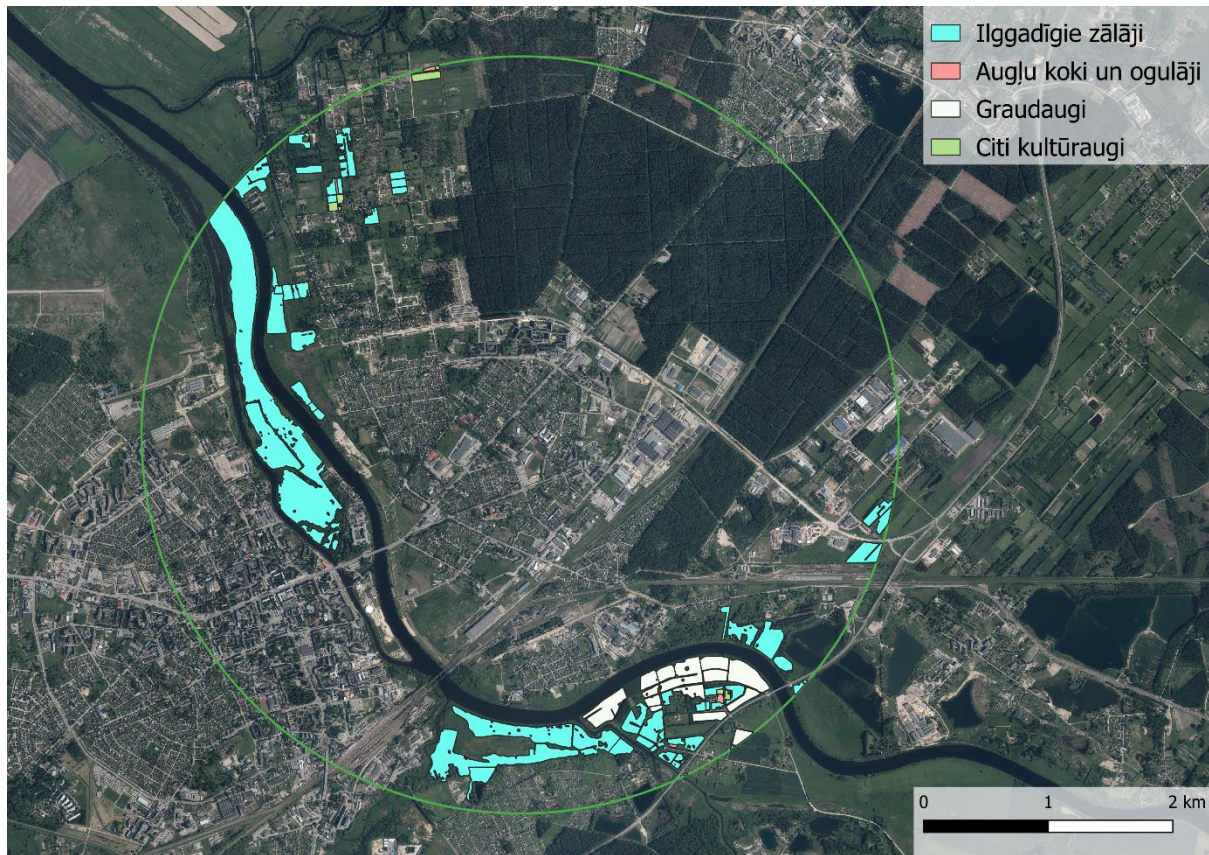 Ilggadīgie zālāji
Augļu koki un ogulāji
Graudaugi
Citi kultūraugi
0 1 2 km